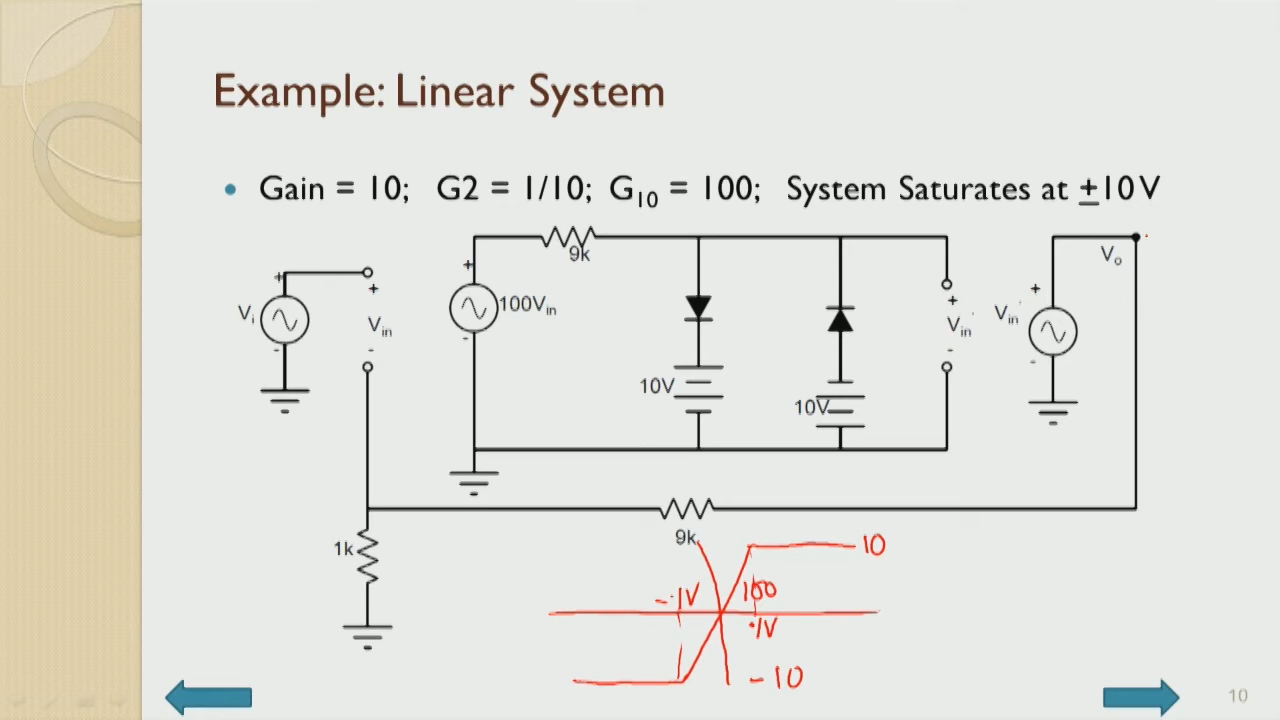 Example: Linear System
• Gain = 10; G2 = 1/10; G₁₀ = 100; System Saturates at ±10V
9k
Vₒ
+
+
+
+
+
+
Vᵢ
Vᵢₙ
100Vᵢₙ
Vᵢₙ
Vᵢₙ
-
-
-
-
-
10V
10V
1k
9k
10
-.1V
100
.1V
-10
10